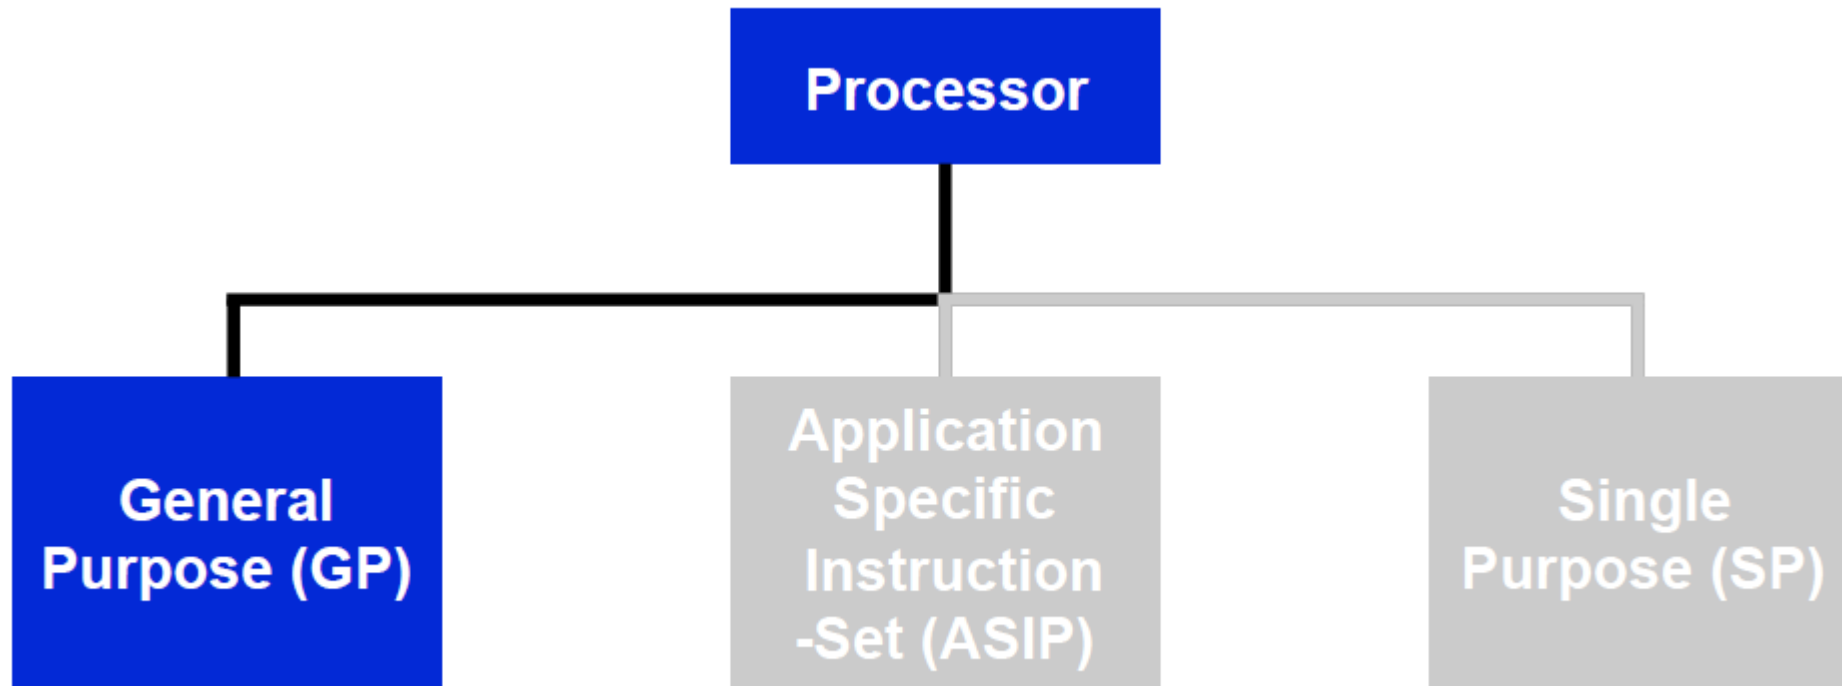 Processor
General
Purpose (GP)
Application
Specific
Instruction
-Set (ASIP)
Single
Purpose (SP)